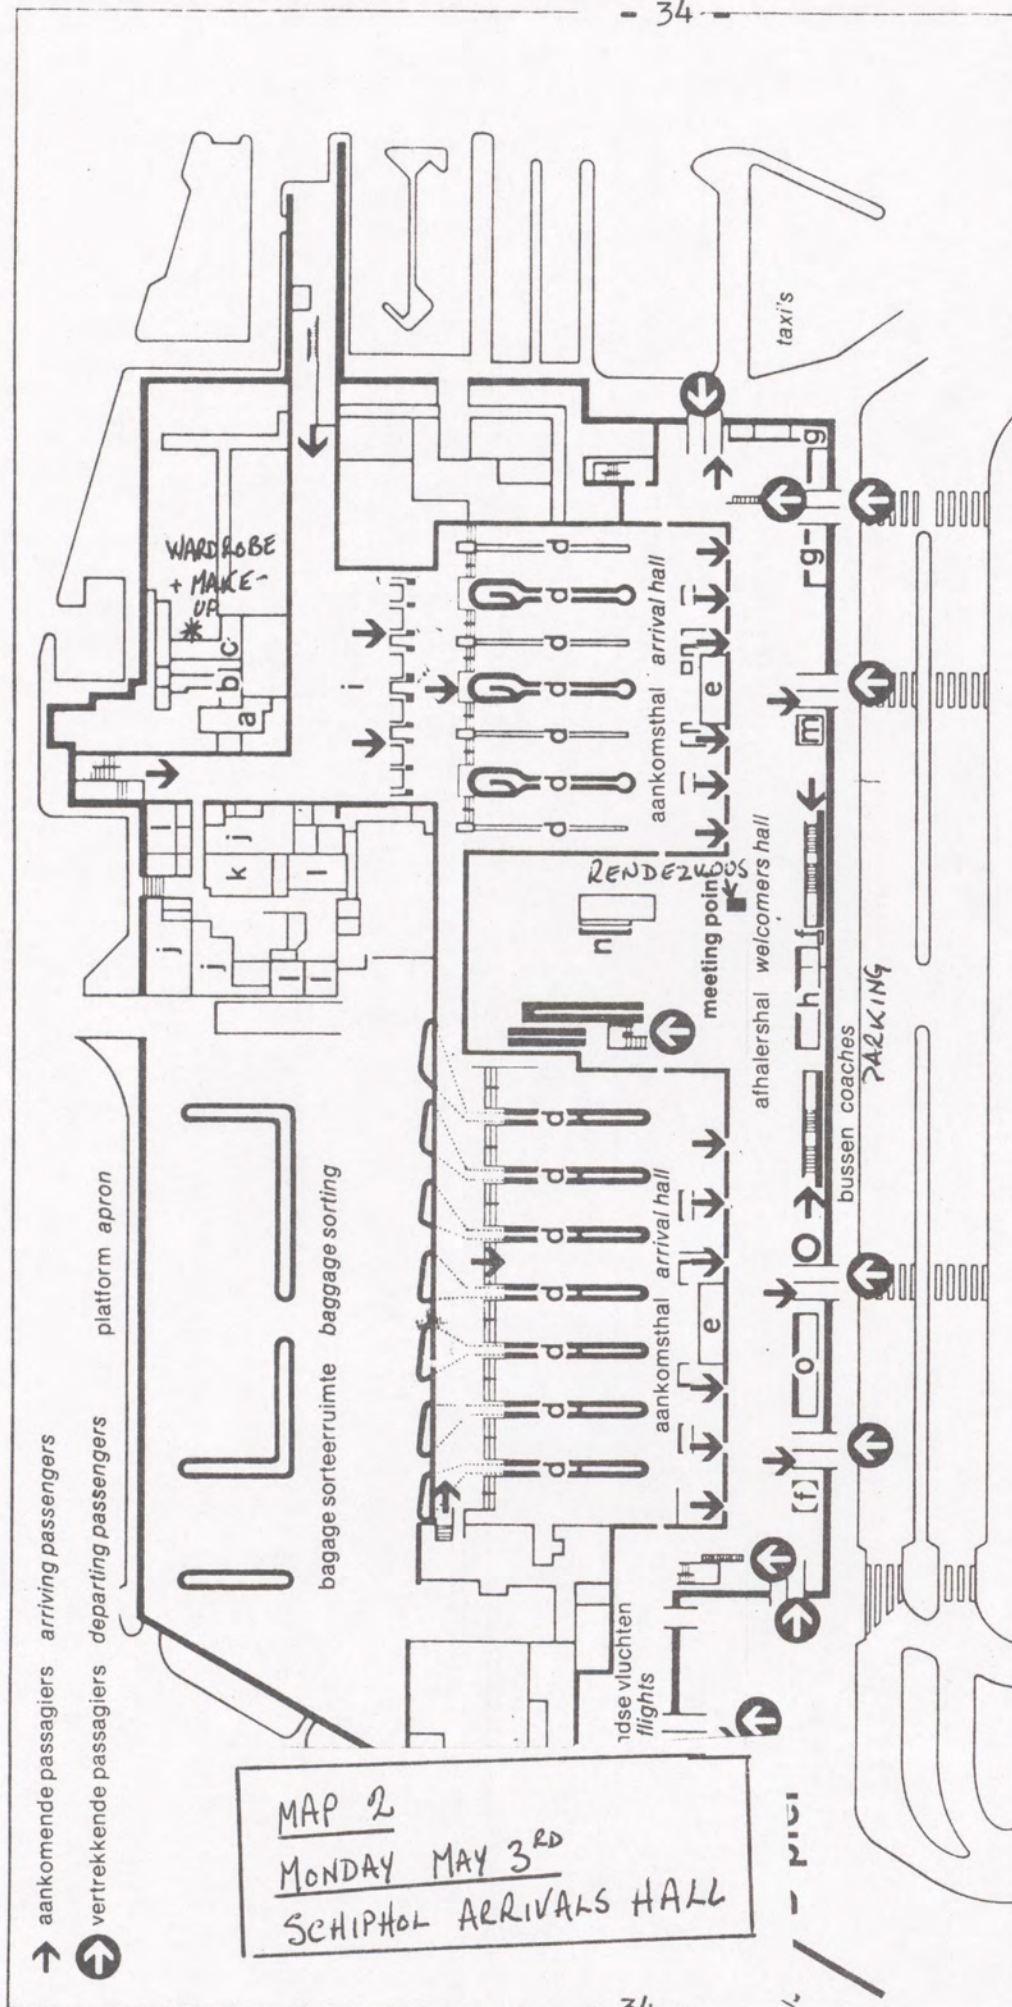 - 34 -
taxi's
WARDROBE
+ MAKE-
UP
*
a
b
c
i
d
d
d
d
d
d
d
aankomsthal arrival hall
e
g
g
m
l
j
k
l
j
j
l
l
RENDEZVOUS
meeting point
n
afhalershal welcomers hall
f
h
bussen coaches
PARKING
platform apron
bagage sorteerruimte baggage sorting
d
d
d
d
d
d
d
aankomsthal arrival hall
e
o
(f)
aankomende passagiers arriving passengers
vertrekkende passagiers departing passengers
ndse vluchten
flights
MAP 2
MONDAY MAY 3RD
SCHIPHOL ARRIVALS HALL
34